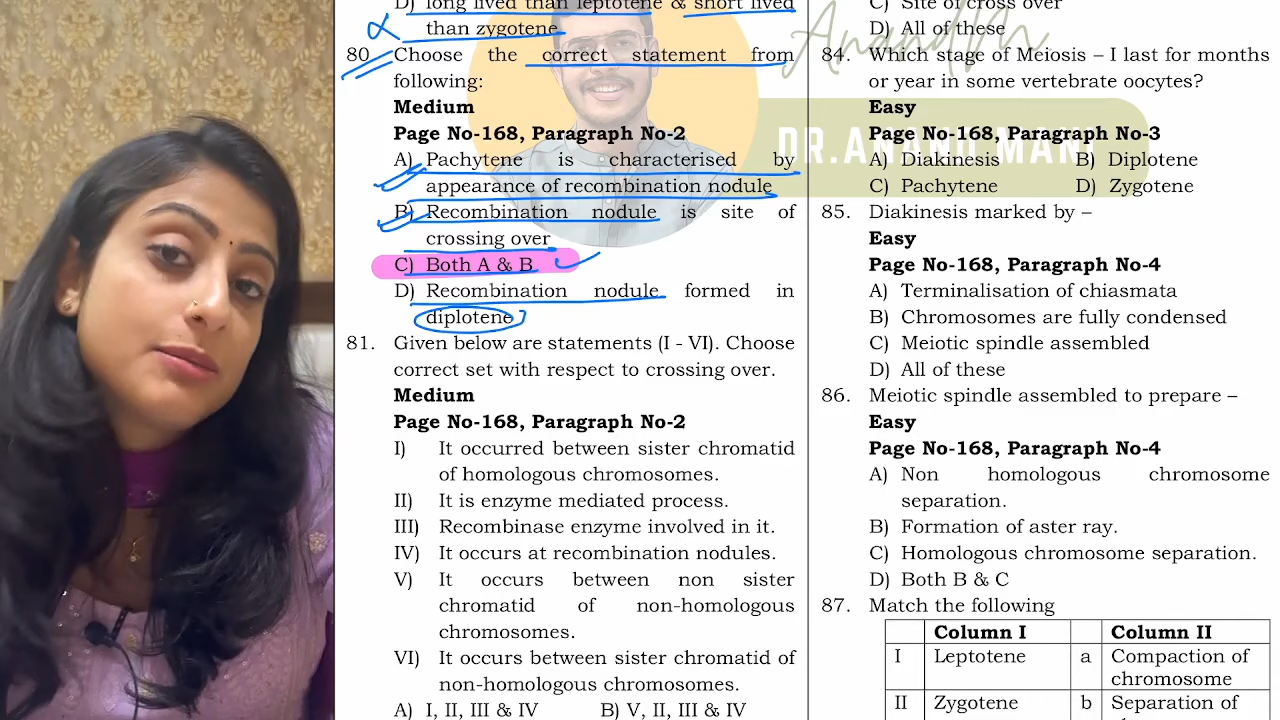 D) long lived than leptotene & short lived
than zygotene
80. Choose the correct statement from
following:
Medium
Page No-168, Paragraph No-2
A) Pachytene is characterised by
appearance of recombination nodule
B) Recombination nodule is site of
crossing over
C) Both A & B
D) Recombination nodule formed in
diplotene
81. Given below are statements (I - VI). Choose
correct set with respect to crossing over.
Medium
Page No-168, Paragraph No-2
I) It occurred between sister chromatid
of homologous chromosomes.
II) It is enzyme mediated process.
III) Recombinase enzyme involved in it.
IV) It occurs at recombination nodules.
V) It occurs between non sister
chromatid of non-homologous
chromosomes.
VI) It occurs between sister chromatid of
non-homologous chromosomes.
A) I, II, III & IV B) V, II, III & IV
C) Site of cross over
D) All of these
84. Which stage of Meiosis – I last for months
or year in some vertebrate oocytes?
Easy
Page No-168, Paragraph No-3
A) Diakinesis B) Diplotene
C) Pachytene D) Zygotene
85. Diakinesis marked by –
Easy
Page No-168, Paragraph No-4
A) Terminalisation of chiasmata
B) Chromosomes are fully condensed
C) Meiotic spindle assembled
D) All of these
86. Meiotic spindle assembled to prepare –
Easy
Page No-168, Paragraph No-4
A) Non homologous chromosome
separation.
B) Formation of aster ray.
C) Homologous chromosome separation.
D) Both B & C
87. Match the following
Column I Column II
I Leptotene a Compaction of
chromosome
II Zygotene b Separation of
Anand M
DR.ANAND MANI